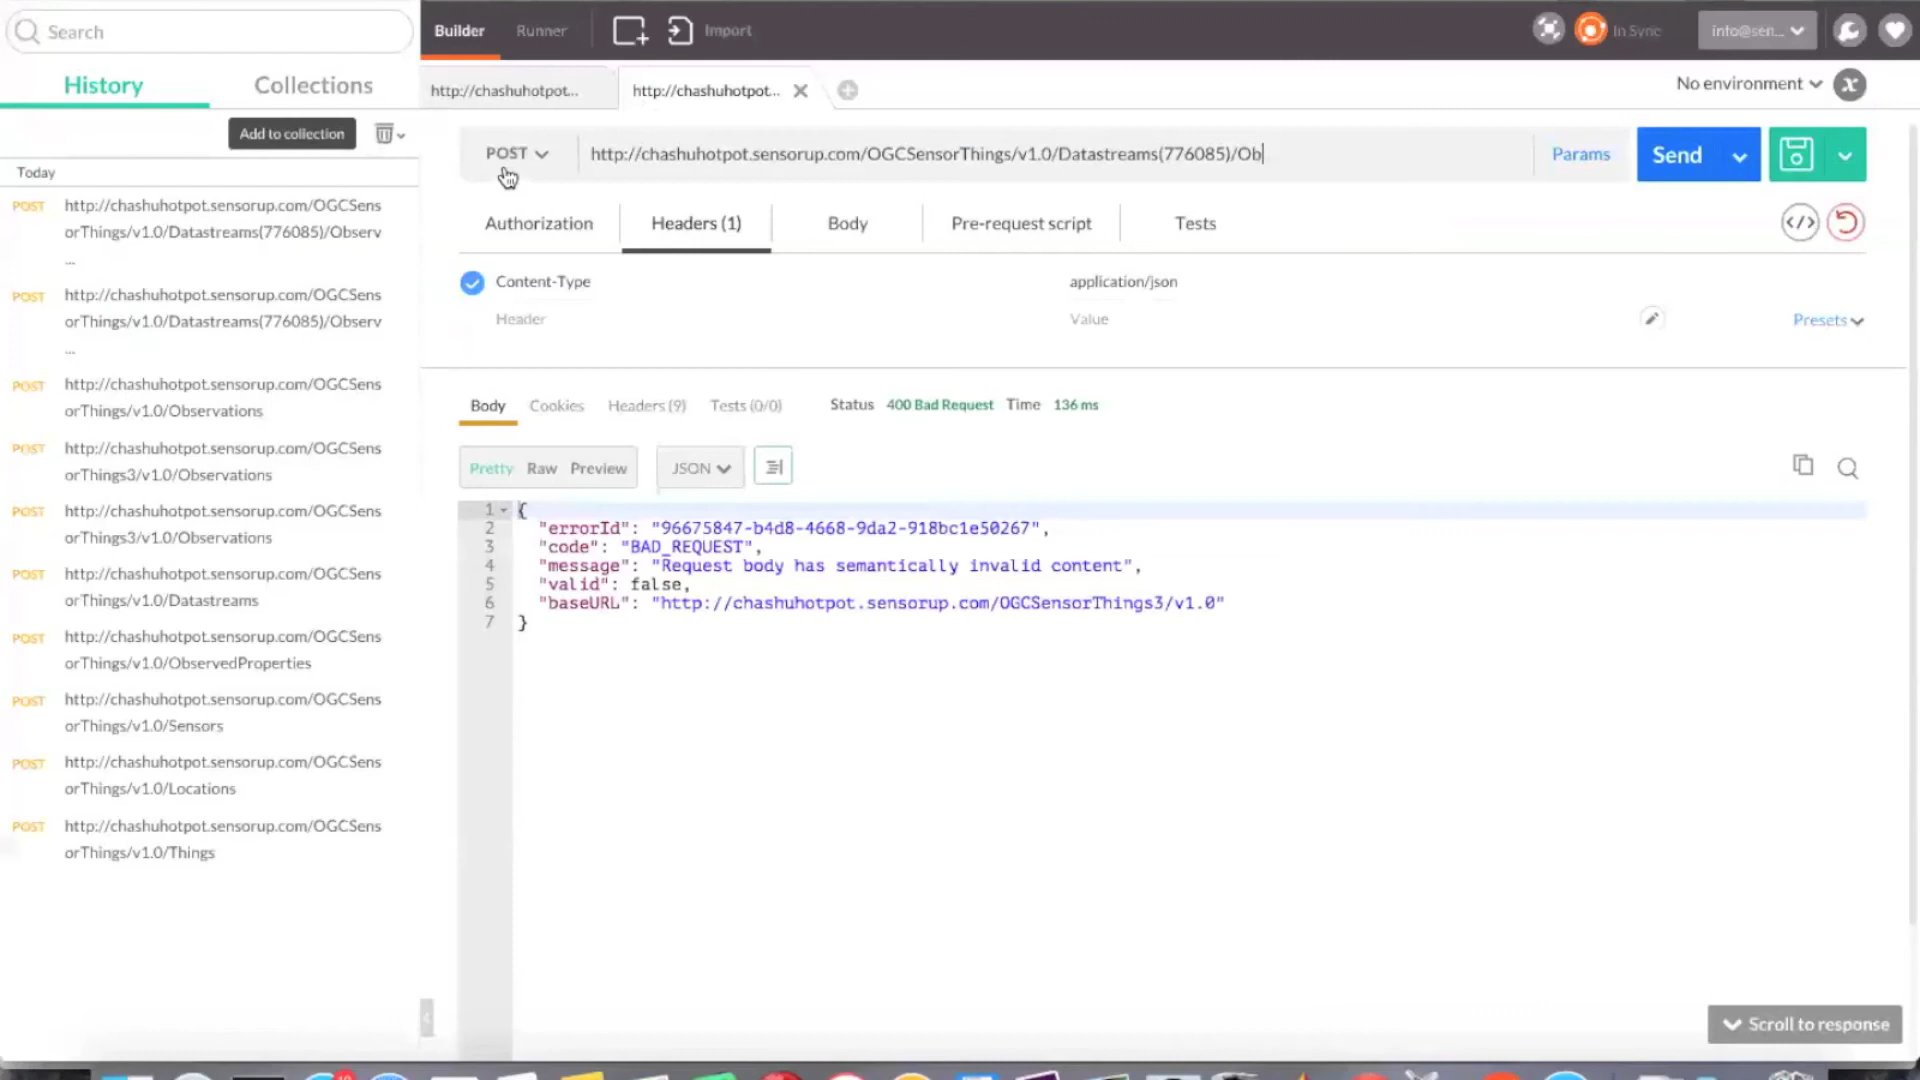 Search
Builder
Runner
Import
In Sync
info@sen...
History
Collections
http://chashuhotpot...
http://chashuhotpot...
No environment
x
Add to collection
POST
http://chashuhotpot.sensorup.com/OGCSensorThings/v1.0/Datastreams(776085)/Ob
Params
Send
Today
POST
http://chashuhotpot.sensorup.com/OGCSens
orThings/v1.0/Datastreams(776085)/Observ
...
POST
http://chashuhotpot.sensorup.com/OGCSens
orThings/v1.0/Datastreams(776085)/Observ
...
POST
http://chashuhotpot.sensorup.com/OGCSens
orThings/v1.0/Observations
POST
http://chashuhotpot.sensorup.com/OGCSens
orThings3/v1.0/Observations
POST
http://chashuhotpot.sensorup.com/OGCSens
orThings3/v1.0/Observations
POST
http://chashuhotpot.sensorup.com/OGCSens
orThings/v1.0/Datastreams
POST
http://chashuhotpot.sensorup.com/OGCSens
orThings/v1.0/ObservedProperties
POST
http://chashuhotpot.sensorup.com/OGCSens
orThings/v1.0/Sensors
POST
http://chashuhotpot.sensorup.com/OGCSens
orThings/v1.0/Locations
POST
http://chashuhotpot.sensorup.com/OGCSens
orThings/v1.0/Things
Authorization
Headers (1)
Body
Pre-request script
Tests
</>
Content-Type
application/json
Header
Value
Presets
Body
Cookies
Headers (9)
Tests (0/0)
Status 400 Bad Request Time 136 ms
Pretty Raw Preview
JSON
1 {
2 "errorId": "96675847-b4d8-4668-9da2-918bc1e50267",
3 "code": "BAD_REQUEST",
4 "message": "Request body has semantically invalid content",
5 "valid": false,
6 "baseURL": "http://chashuhotpot.sensorup.com/OGCSensorThings3/v1.0"
7 }
Scroll to response